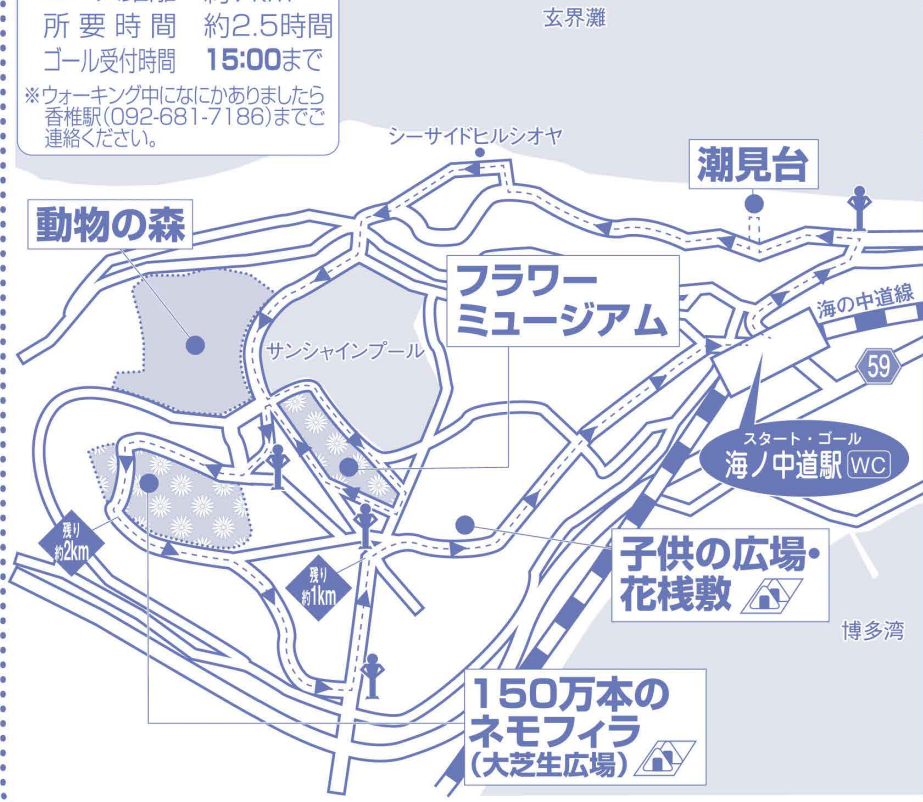 所要時間 約2.5時間
ゴール受付時間 15:00まで
※ウォーキング中になにかありましたら
香椎駅(092-681-7186)までご
連絡ください。
玄界灘
シーサイドヒルシオヤ
潮見台
動物の森
フラワー
ミュージアム
海の中道線
サンシャインプール
59
スタート・ゴール
海ノ中道駅 WC
残り
約2km
残り
約1km
子供の広場・
花桟敷
博多湾
150万本の
ネモフィラ
(大芝生広場)